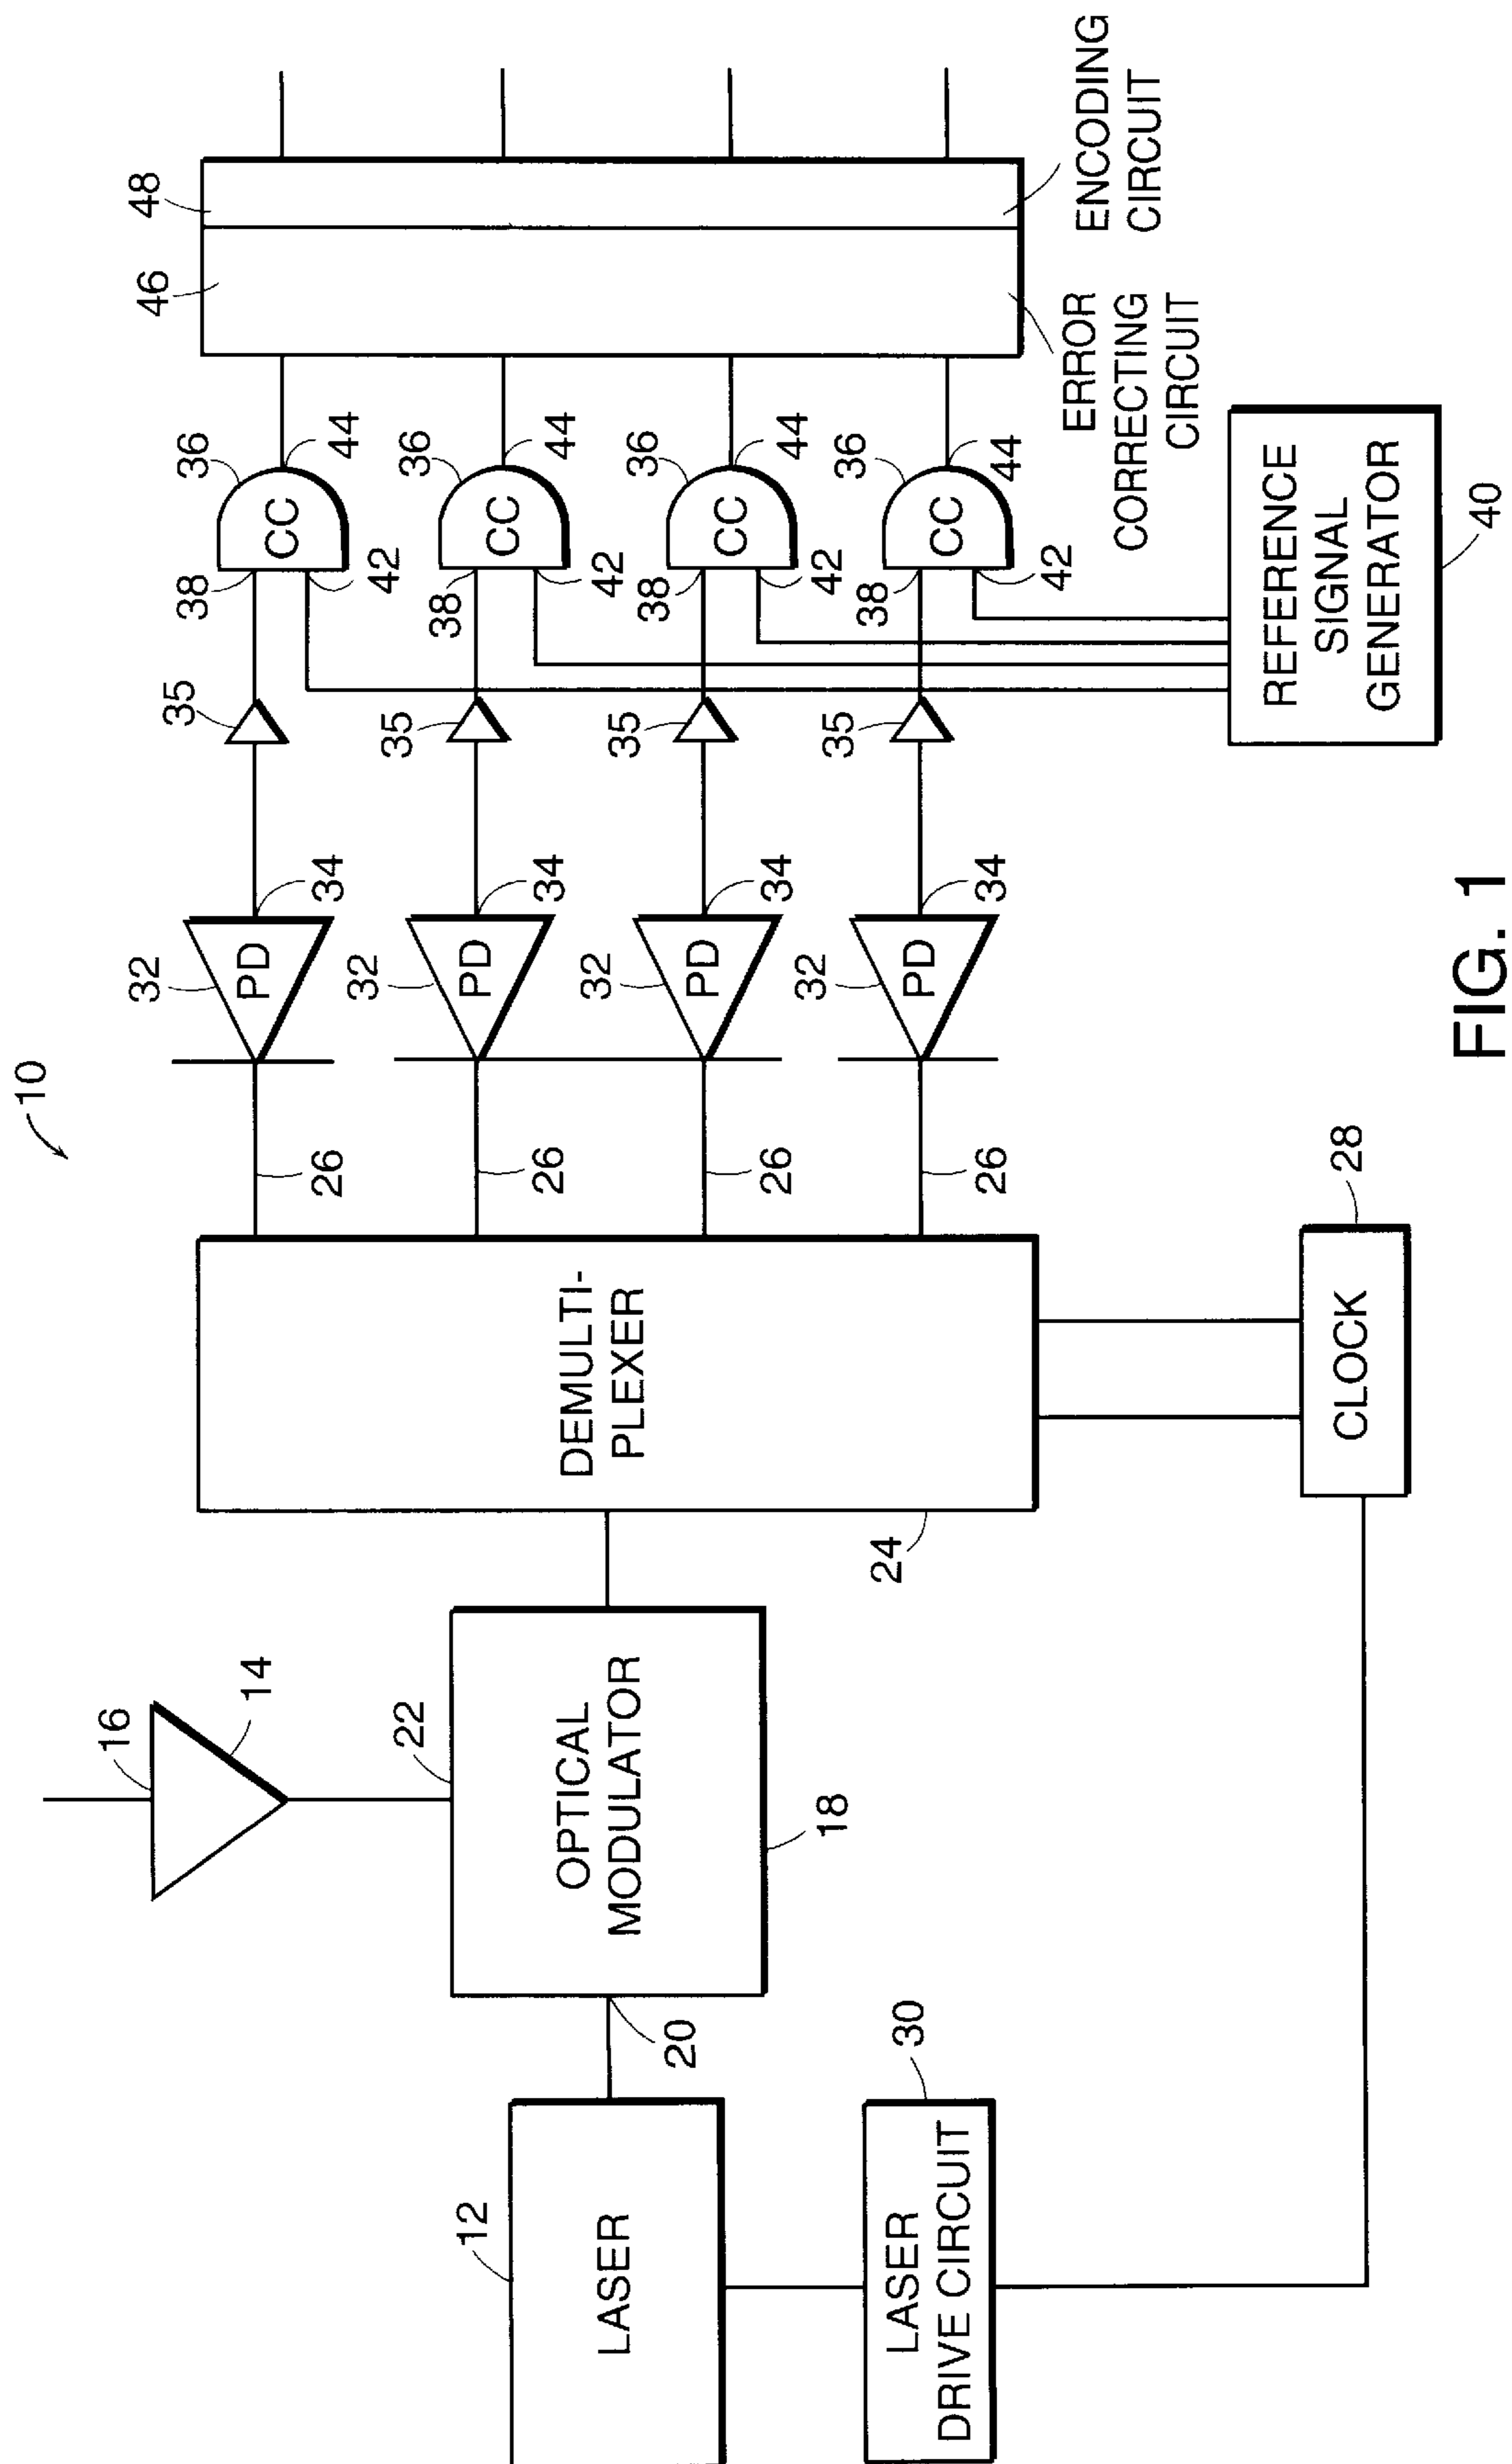 10
16
14
12
LASER
20
22
OPTICAL
MODULATOR
18
30
LASER
DRIVE CIRCUIT
24
DEMULTI-
PLEXER
28
CLOCK
26
26
26
26
32
PD
34
32
PD
34
32
PD
34
32
PD
34
35
35
35
35
38
36
CC
42
44
38
36
CC
42
44
38
36
CC
42
44
38
36
CC
42
44
46
48
ERROR
CORRECTING
CIRCUIT
ENCODING
CIRCUIT
REFERENCE
SIGNAL
GENERATOR
40
FIG. 1